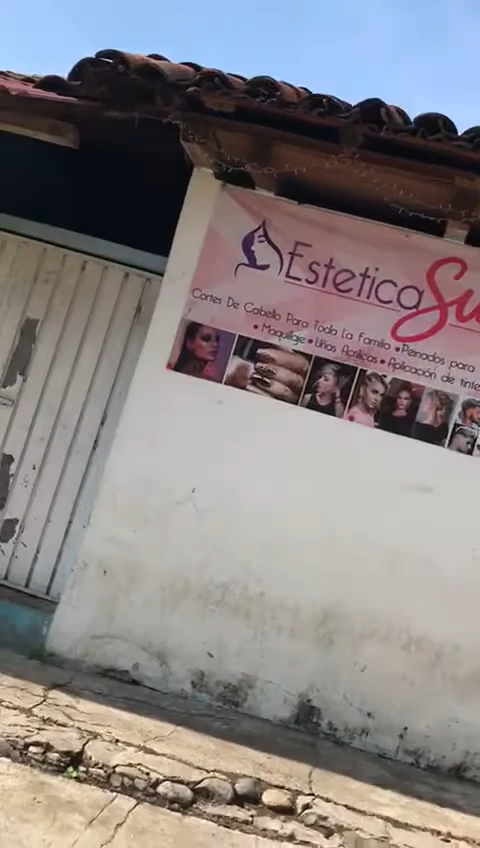 Estetica Su
Cortes De Cabello Para Toda La Familia • Peinados para
• Maquillaje • Uñas Acrilicas • Aplicación de tinte